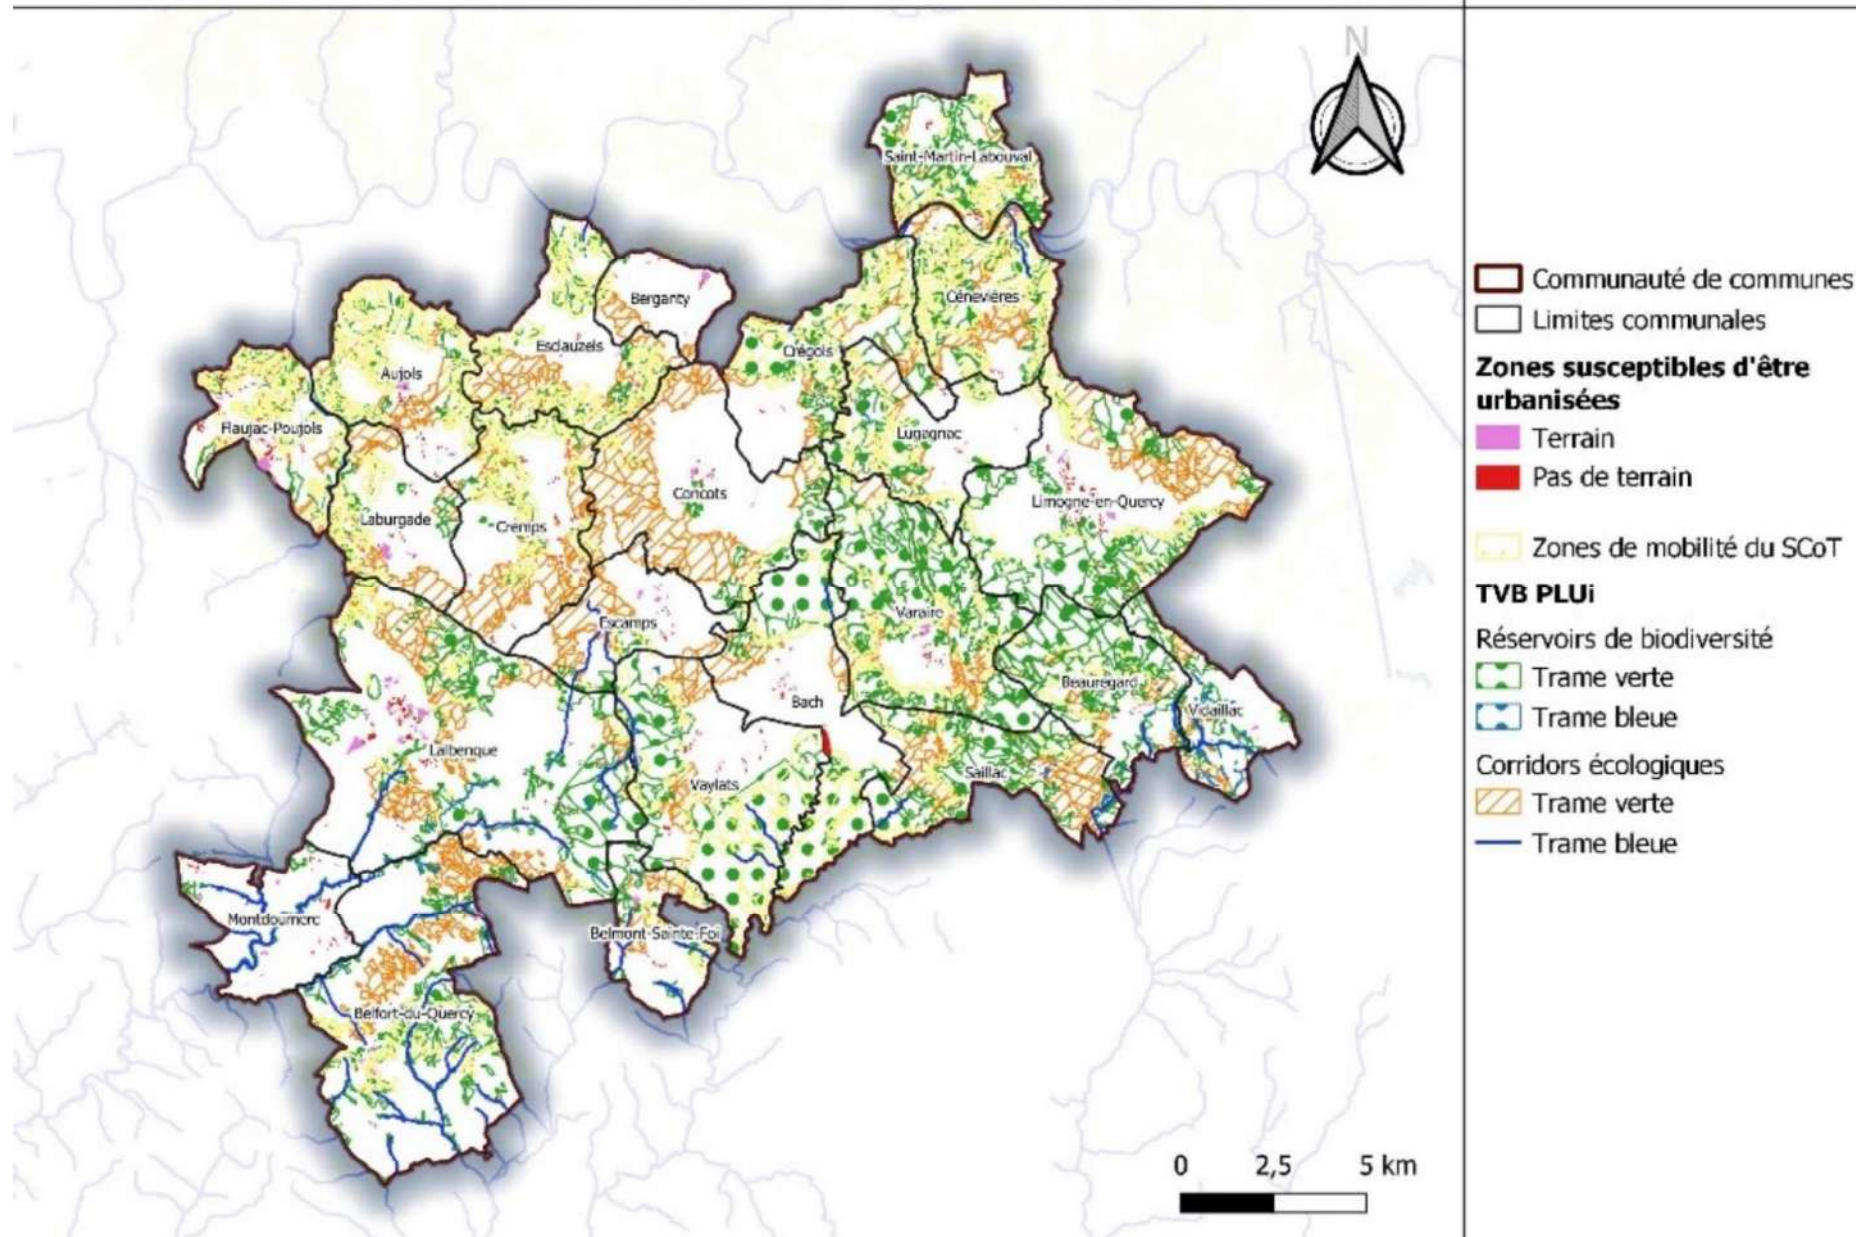 N
Saint-Martin-Labouval
Cénevières
Berganty
Esclauzels
Crégols
Aujols
Flaujac-Poujols
Lugagnac
Concots
Limogne-en-Quercy
Laburgade
Cremps
Varaire
Escamps
Beauregard
Bach
Vidaillac
Lalbenque
Saillac
Vaylats
Montdoumerc
Belmont-Sainte-Foi
Belfort-du-Quercy
0 2,5 5 km
Communauté de communes
Limites communales
Zones susceptibles d'être
urbanisées
Terrain
Pas de terrain
Zones de mobilité du SCoT
TVB PLUi
Réservoirs de biodiversité
Trame verte
Trame bleue
Corridors écologiques
Trame verte
Trame bleue